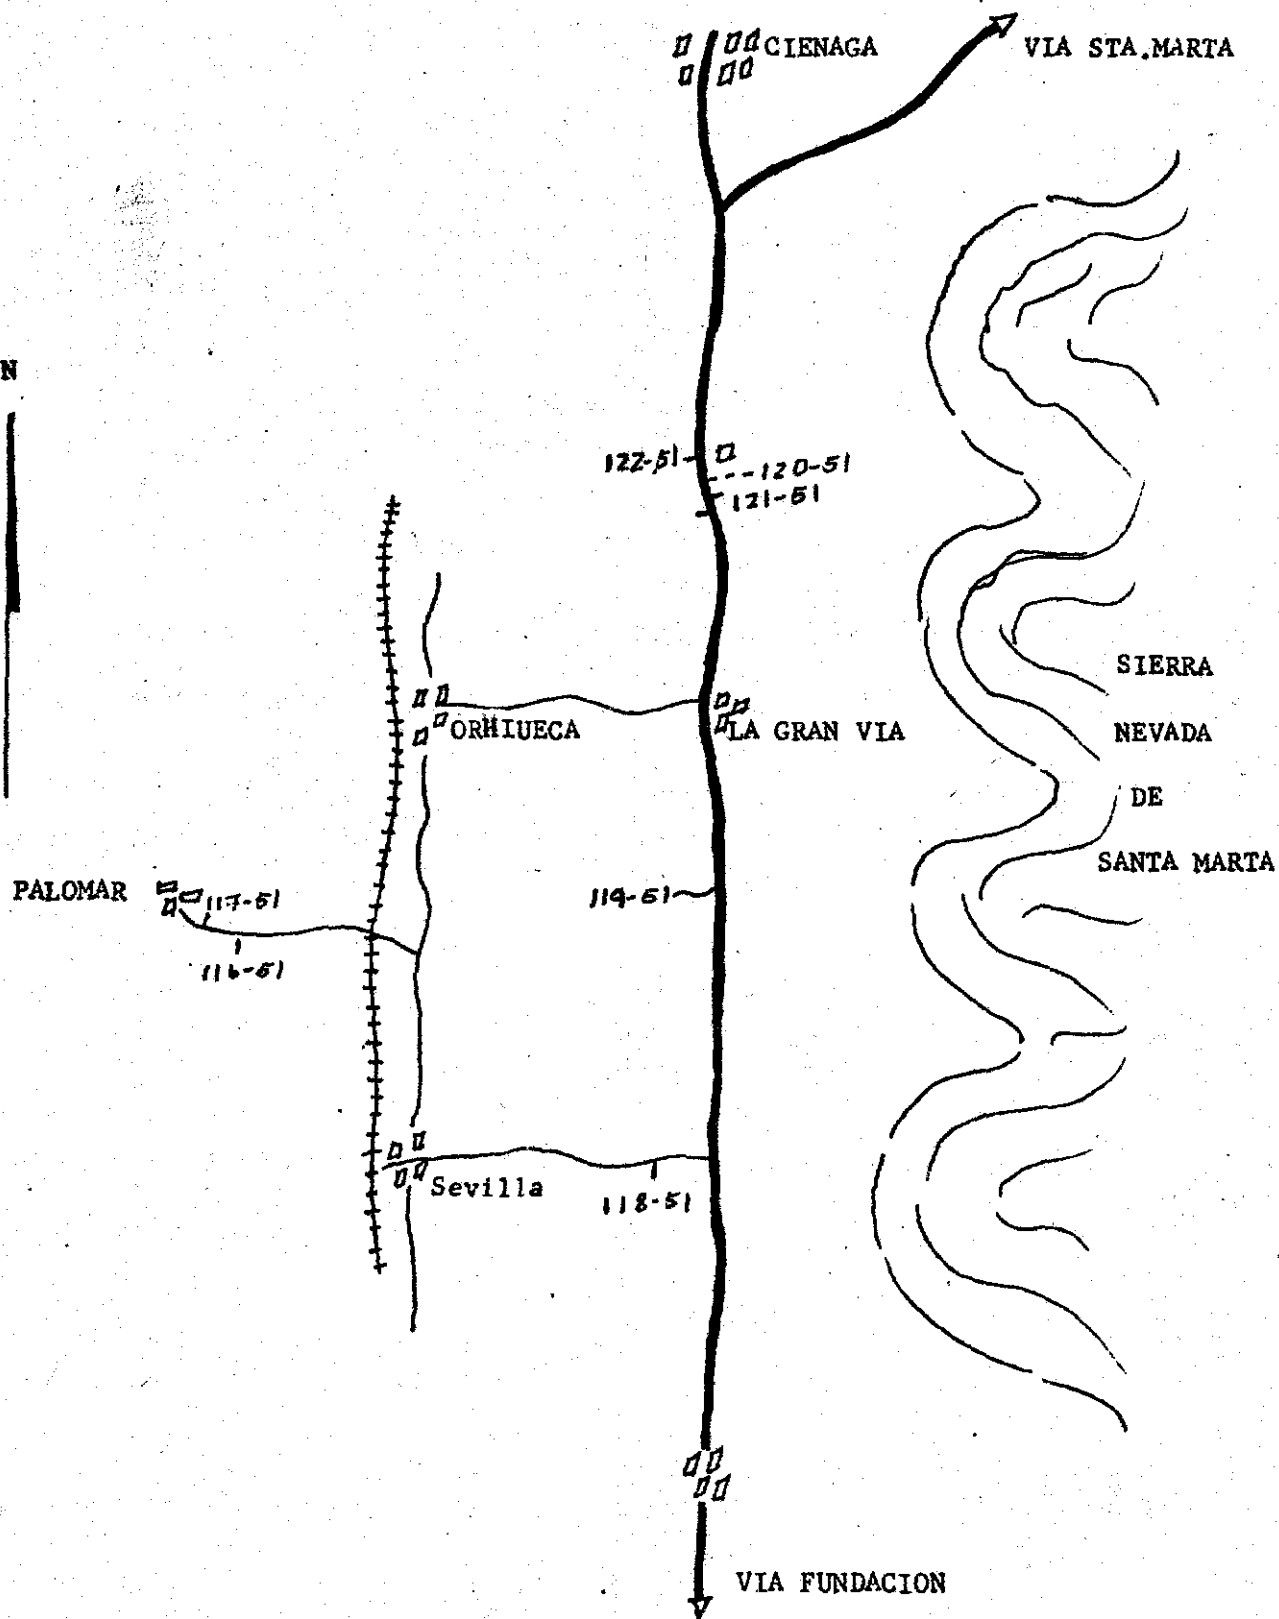 CIENAGA
VIA STA.MARTA
N
122-51
120-51
121-51
SIERRA
NEVADA
DE
SANTA MARTA
ORHIUECA
LA GRAN VIA
PALOMAR
117-51
119-51
116-51
Sevilla
118-51
VIA FUNDACION